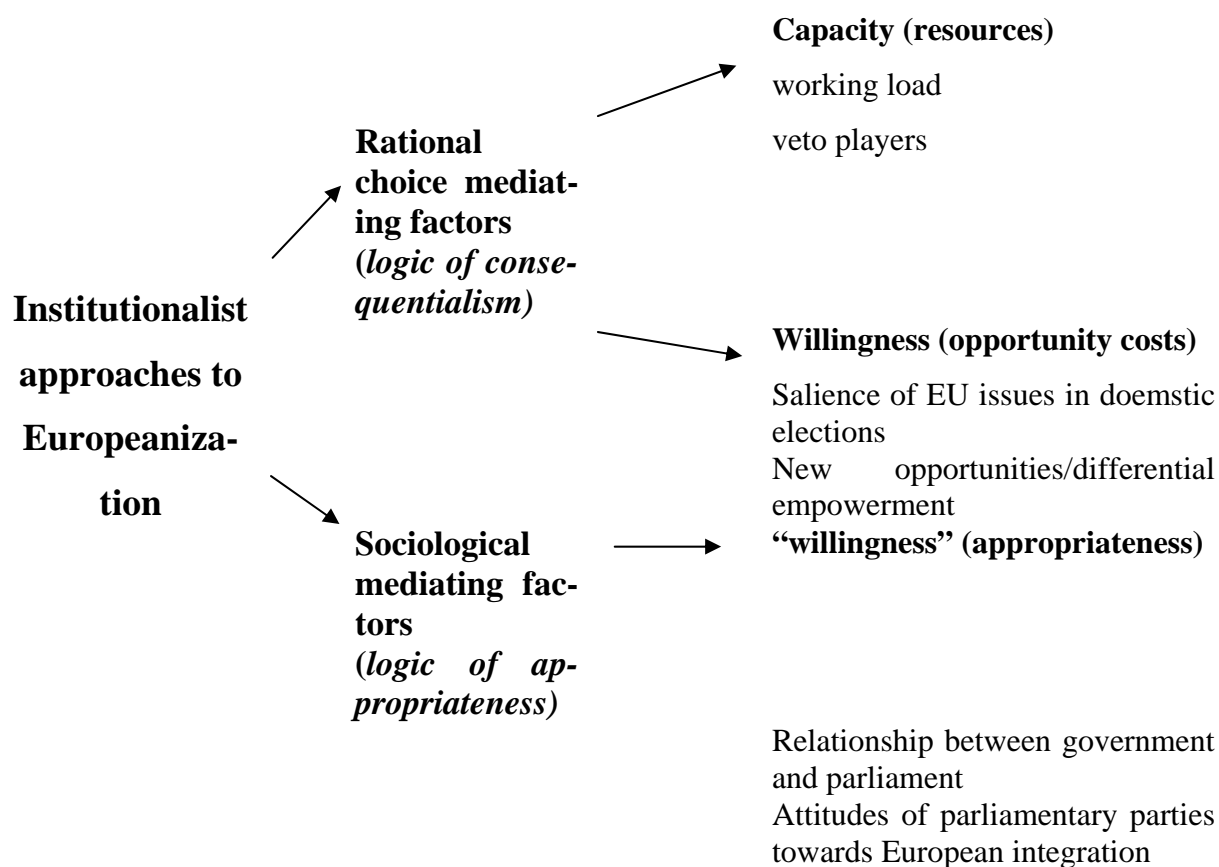 Institutionalist
approaches to
Europeaniza-
tion
Rational
choice mediat-
ing factors
(logic of conse-
quentialism)
Sociological
mediating fac-
tors
(logic of ap-
propriateness)
Capacity (resources)
working load
veto players
Willingness (opportunity costs)
Salience of EU issues in doemstic
elections
New opportunities/differential
empowerment
“willingness” (appropriateness)
Relationship between government
and parliament
Attitudes of parliamentary parties
towards European integration